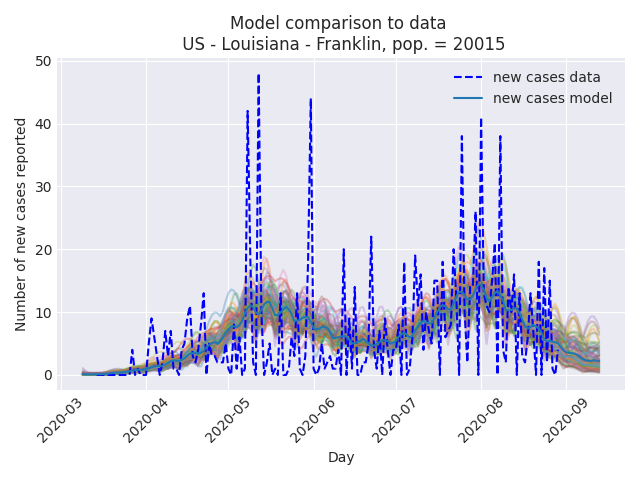 Model comparison to data
US - Louisiana - Franklin, pop. = 20015
new cases data
new cases model
Number of new cases reported
50
40
30
20
10
0
2020-03
2020-04
2020-05
2020-06
2020-07
2020-08
2020-09
Day